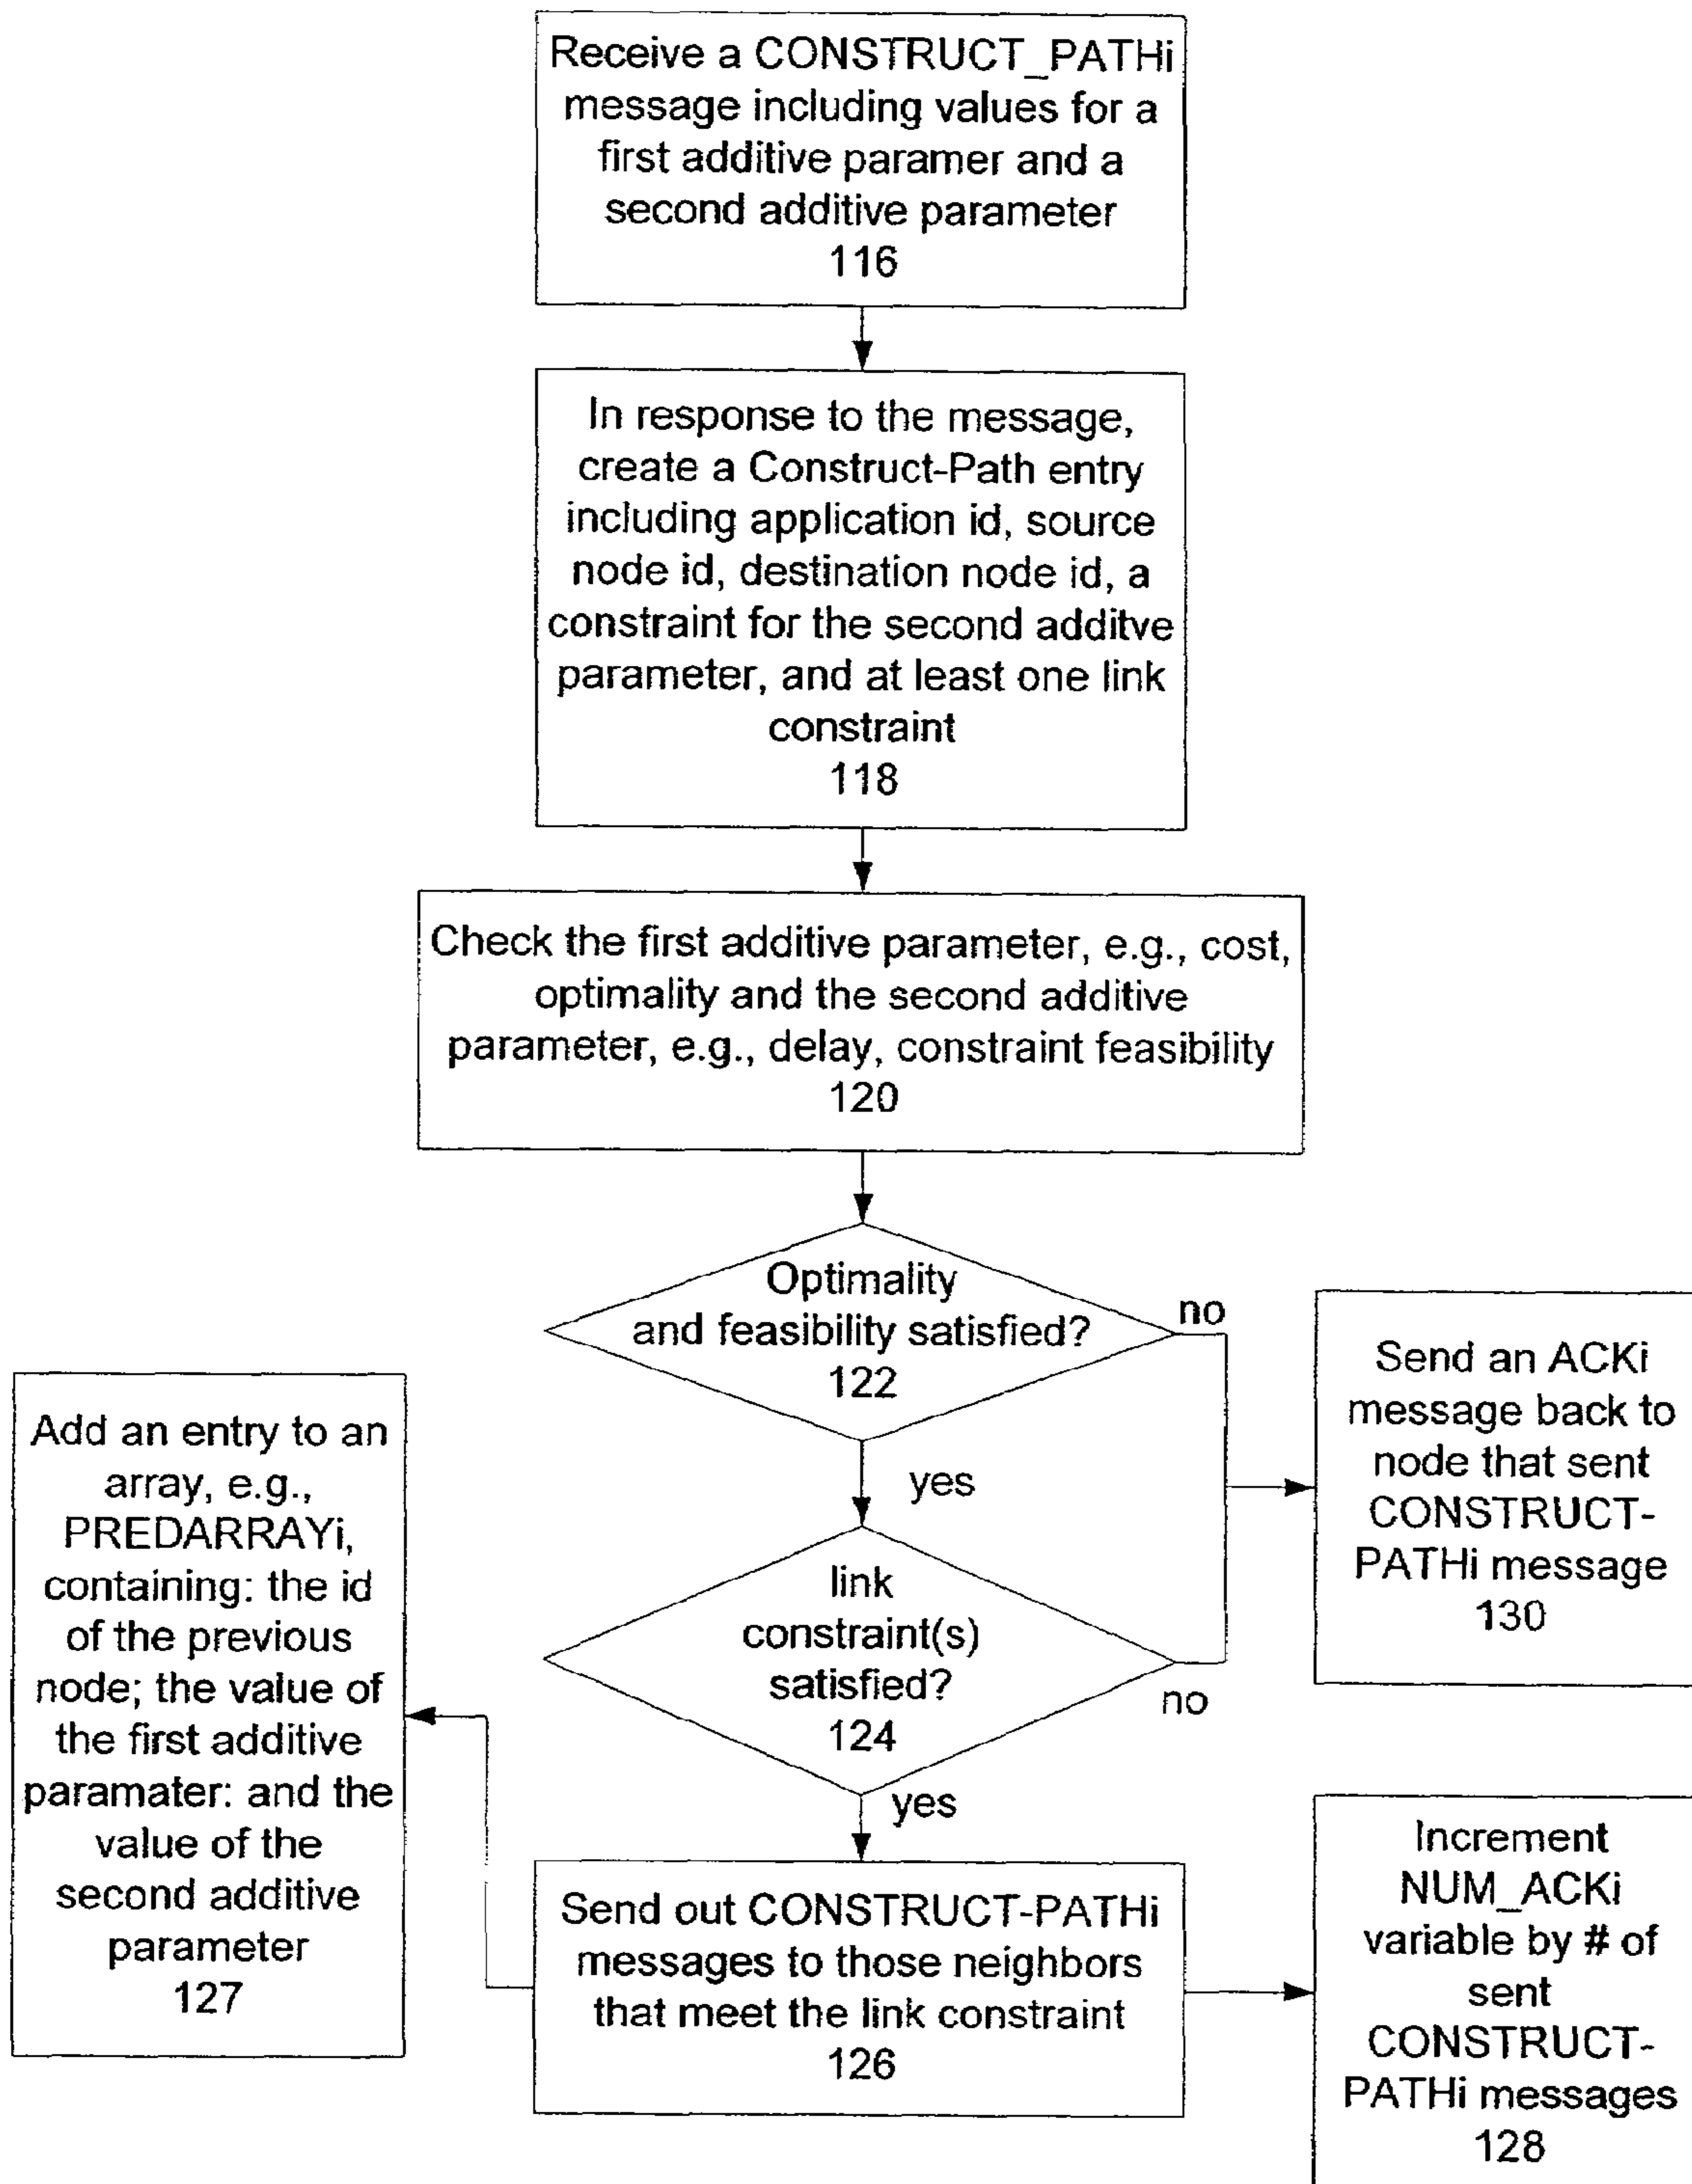 Receive a CONSTRUCT_PATHi
message including values for a
first additive paramer and a
second additive parameter
116
In response to the message,
create a Construct-Path entry
including application id, source
node id, destination node id, a
constraint for the second additve
parameter, and at least one link
constraint
118
Check the first additive parameter, e.g., cost,
optimality and the second additive
parameter, e.g., delay, constraint feasibility
120
Optimality
and feasibility satisfied?
122
no
yes
Send an ACKi
message back to
node that sent
CONSTRUCT-
PATHi message
130
link
constraint(s)
satisfied?
124
no
yes
Add an entry to an
array, e.g.,
PREDARRAYi,
containing: the id
of the previous
node; the value of
the first additive
paramater: and the
value of the
second additive
parameter
127
Send out CONSTRUCT-PATHi
messages to those neighbors
that meet the link constraint
126
Increment
NUM_ACKi
variable by # of
sent
CONSTRUCT-
PATHi messages
128